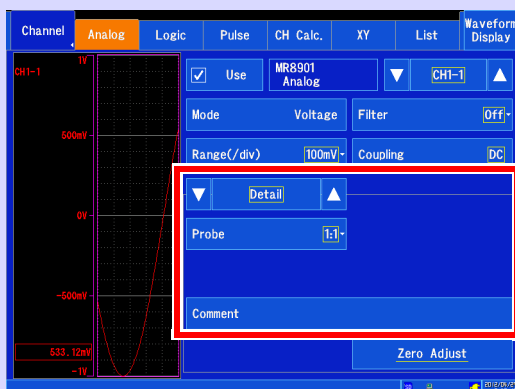 Channel Analog Logic Pulse CH Calc. XY List Waveform Display
CH1-1 1V
Use MR8901 Analog CH1-1
Mode Voltage Filter Off
500mV
Range(/div) 100mV Coupling DC
Detail
0V
Probe 1:1
-500mV
Comment
533.12mV
Zero Adjust
-1V